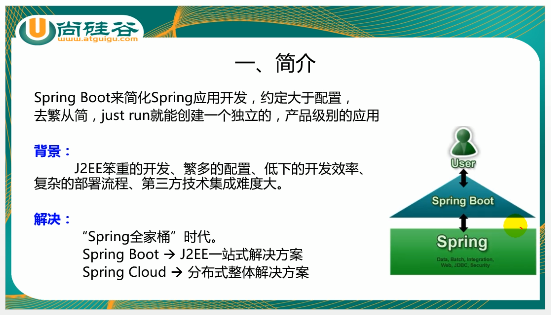 尚硅谷
www.atguigu.com
一、简介
Spring Boot来简化Spring应用开发，约定大于配置，
去繁从简，just run就能创建一个独立的，产品级别的应用
背景：
J2EE笨重的开发、繁多的配置、低下的开发效率、
复杂的部署流程、第三方技术集成难度大。
解决：
“Spring全家桶”时代。
Spring Boot → J2EE一站式解决方案
Spring Cloud → 分布式整体解决方案
User
Spring Boot
Spring
Data, Batch, Integration,
Web, JDBC, Security